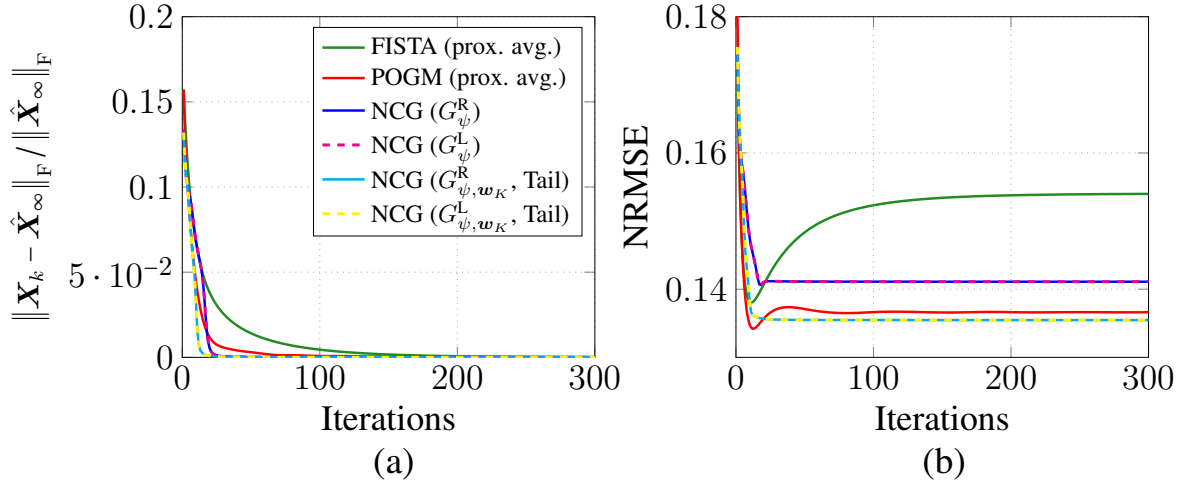 0.2
0.15
0.1
5 · 10⁻²
0
‖X_k − X̂_∞‖_F / ‖X̂_∞‖_F
FISTA (prox. avg.)
POGM (prox. avg.)
NCG (G_ψ^R)
NCG (G_ψ^L)
NCG (G_{ψ,w_K}^R, Tail)
NCG (G_{ψ,w_K}^L, Tail)
0 100 200 300
Iterations
(a)
0.18
0.16
0.14
NRMSE
0 100 200 300
Iterations
(b)